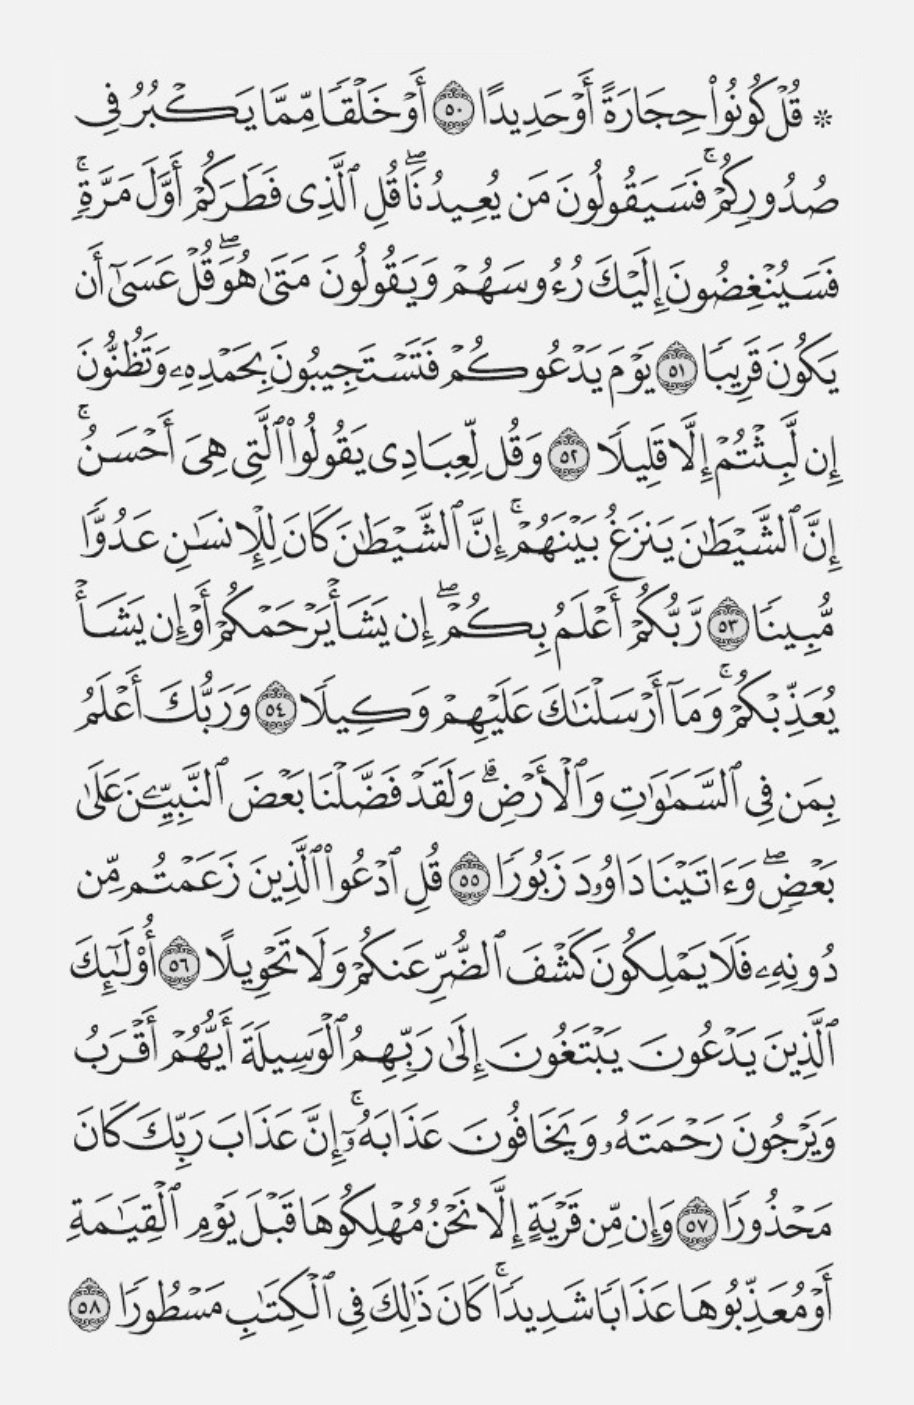 ۞ قُلْ كُونُوا۟ حِجَارَةً أَوْ حَدِيدًا ٥٠ أَوْ خَلْقًا مِّمَّا يَكْبُرُ فِى
صُدُورِكُمْ ۚ فَسَيَقُولُونَ مَن يُعِيدُنَا ۖ قُلِ ٱلَّذِى فَطَرَكُمْ أَوَّلَ مَرَّةٍ ۚ
فَسَيُنْغِضُونَ إِلَيْكَ رُءُوسَهُمْ وَيَقُولُونَ مَتَىٰ هُوَ ۖ قُلْ عَسَىٰٓ أَن
يَكُونَ قَرِيبًا ٥١ يَوْمَ يَدْعُوكُمْ فَتَسْتَجِيبُونَ بِحَمْدِهِۦ وَتَظُنُّونَ
إِن لَّبِثْتُمْ إِلَّا قَلِيلًا ٥٢ وَقُل لِّعِبَادِى يَقُولُوا۟ ٱلَّتِى هِىَ أَحْسَنُ ۚ
إِنَّ ٱلشَّيْطَٰنَ يَنزَغُ بَيْنَهُمْ ۚ إِنَّ ٱلشَّيْطَٰنَ كَانَ لِلْإِنسَٰنِ عَدُوًّا
مُّبِينًا ٥٣ رَّبُّكُمْ أَعْلَمُ بِكُمْ ۖ إِن يَشَأْ يَرْحَمْكُمْ أَوْ إِن يَشَأْ
يُعَذِّبْكُمْ ۚ وَمَآ أَرْسَلْنَٰكَ عَلَيْهِمْ وَكِيلًا ٥٤ وَرَبُّكَ أَعْلَمُ
بِمَن فِى ٱلسَّمَٰوَٰتِ وَٱلْأَرْضِ ۗ وَلَقَدْ فَضَّلْنَا بَعْضَ ٱلنَّبِيِّۦنَ عَلَىٰ
بَعْضٍ ۖ وَءَاتَيْنَا دَاوُۥدَ زَبُورًا ٥٥ قُلِ ٱدْعُوا۟ ٱلَّذِينَ زَعَمْتُم مِّن
دُونِهِۦ فَلَا يَمْلِكُونَ كَشْفَ ٱلضُّرِّ عَنكُمْ وَلَا تَحْوِيلًا ٥٦ أُو۟لَٰٓئِكَ
ٱلَّذِينَ يَدْعُونَ يَبْتَغُونَ إِلَىٰ رَبِّهِمُ ٱلْوَسِيلَةَ أَيُّهُمْ أَقْرَبُ
وَيَرْجُونَ رَحْمَتَهُۥ وَيَخَافُونَ عَذَابَهُۥٓ ۚ إِنَّ عَذَابَ رَبِّكَ كَانَ
مَحْذُورًا ٥٧ وَإِن مِّن قَرْيَةٍ إِلَّا نَحْنُ مُهْلِكُوهَا قَبْلَ يَوْمِ ٱلْقِيَٰمَةِ
أَوْ مُعَذِّبُوهَا عَذَابًا شَدِيدًا ۚ كَانَ ذَٰلِكَ فِى ٱلْكِتَٰبِ مَسْطُورًا ٥٨